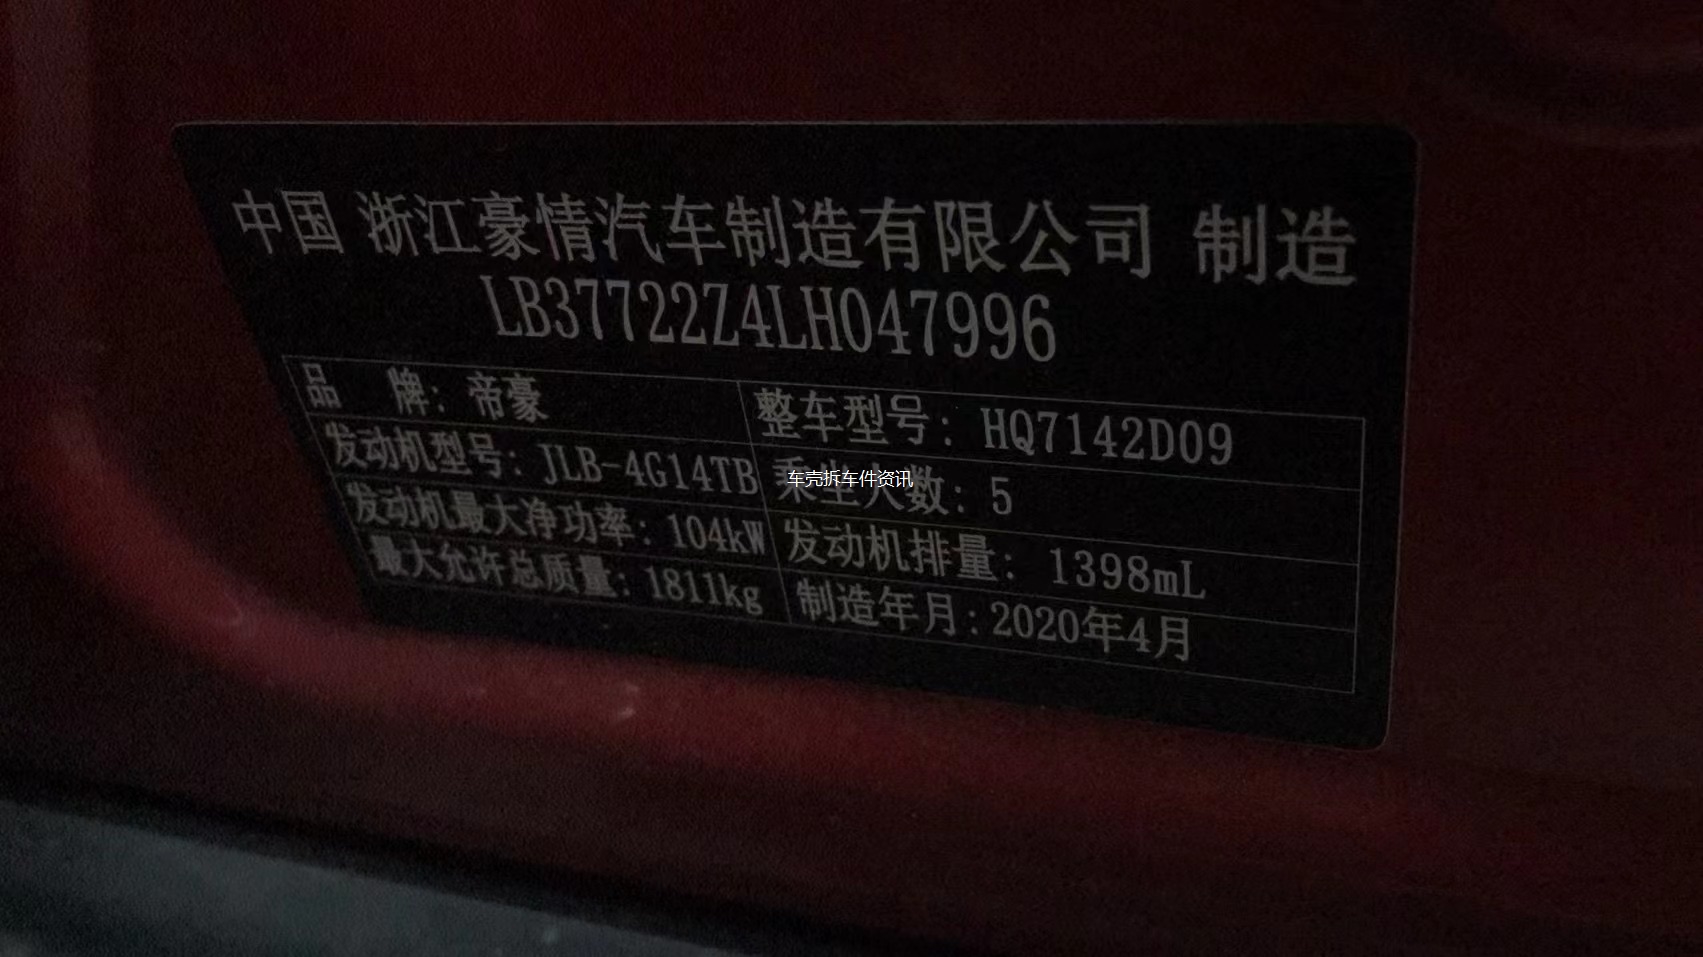 中国 浙江豪情汽车制造有限公司 制造
LB37722Z4LH047996
品 牌: 帝豪 整车型号: HQ7142D09
发动机型号: JLB-4G14TB 乘坐人数: 5
车壳拆车件资讯
发动机最大净功率: 104kW 发动机排量: 1398mL
最大允许总质量: 1811kg 制造年月: 2020年4月